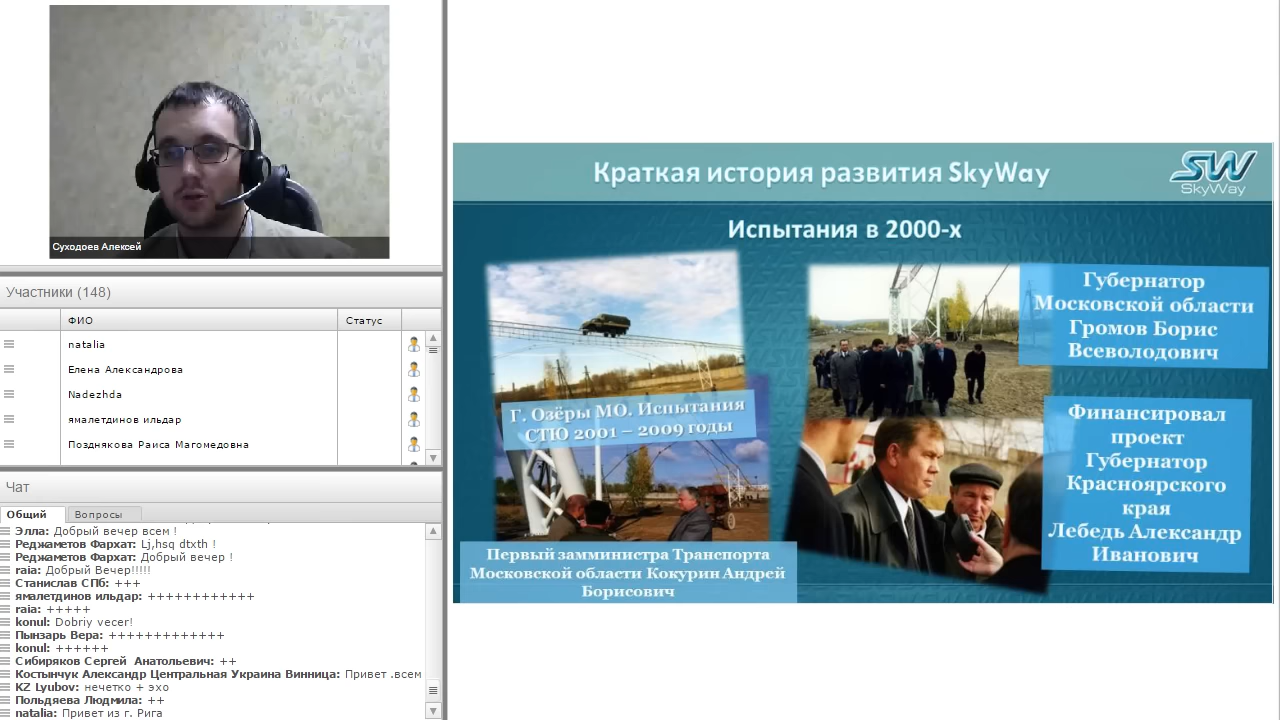 Суходоев Алексей
Участники (148)
ФИО
Статус
natalia
Елена Александрова
Nadezhda
ямалетдинов ильдар
Позднякова Раиса Магомедовна
Чат
Общий
Вопросы
Элла: Добрый вечер всем !
Реджаметов Фархат: Lj,hsq dtxth !
Реджаметов Фархат: Добрый вечер !
raia: Добрый Вечер!!!!!
Станислав СПб: +++
ямалетдинов ильдар: ++++++++++++
raia: +++++
konul: Dobriy vecer!
Пынзарь Вера: +++++++++++++
konul: ++++++
Сибиряков Сергей Анатольевич: ++
Костынчук Александр Центральная Украина Винница: Привет .всем
KZ Lyubov: нечетко + эхо
Польдяева Людмила: ++
natalia: Привет из г. Рига
Краткая история развития SkyWay
SW
SkyWay
Испытания в 2000-х
Г. Озёры МО. Испытания
СТЮ 2001 – 2009 годы
Первый замминистра Транспорта
Московской области Кокурин Андрей
Борисович
Губернатор
Московской области
Громов Борис
Всеволодович
Финансировал
проект
Губернатор
Красноярского
края
Лебедь Александр
Иванович